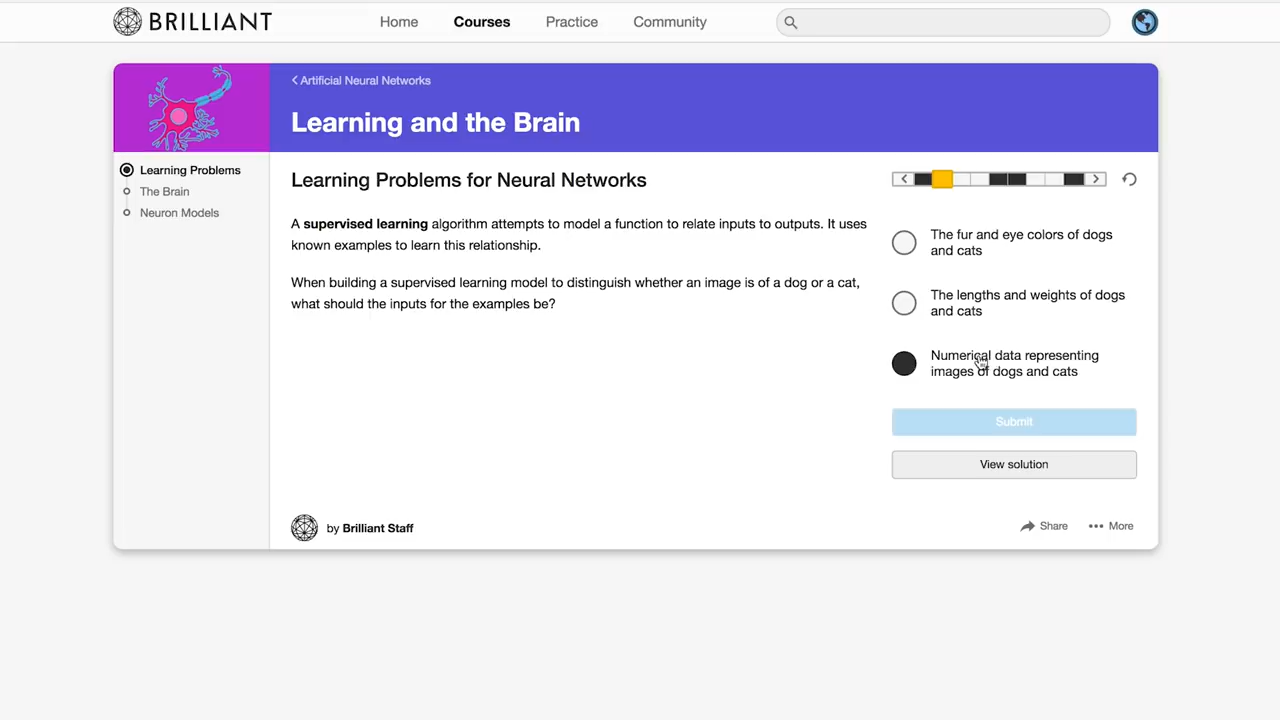 BRILLIANT
Home
Courses
Practice
Community
Artificial Neural Networks
Learning and the Brain
Learning Problems
The Brain
Neuron Models
Learning Problems for Neural Networks
A supervised learning algorithm attempts to model a function to relate inputs to outputs. It uses
known examples to learn this relationship.
When building a supervised learning model to distinguish whether an image is of a dog or a cat,
what should the inputs for the examples be?
The fur and eye colors of dogs
and cats
The lengths and weights of dogs
and cats
Numerical data representing
images of dogs and cats
Submit
View solution
by Brilliant Staff
Share
More